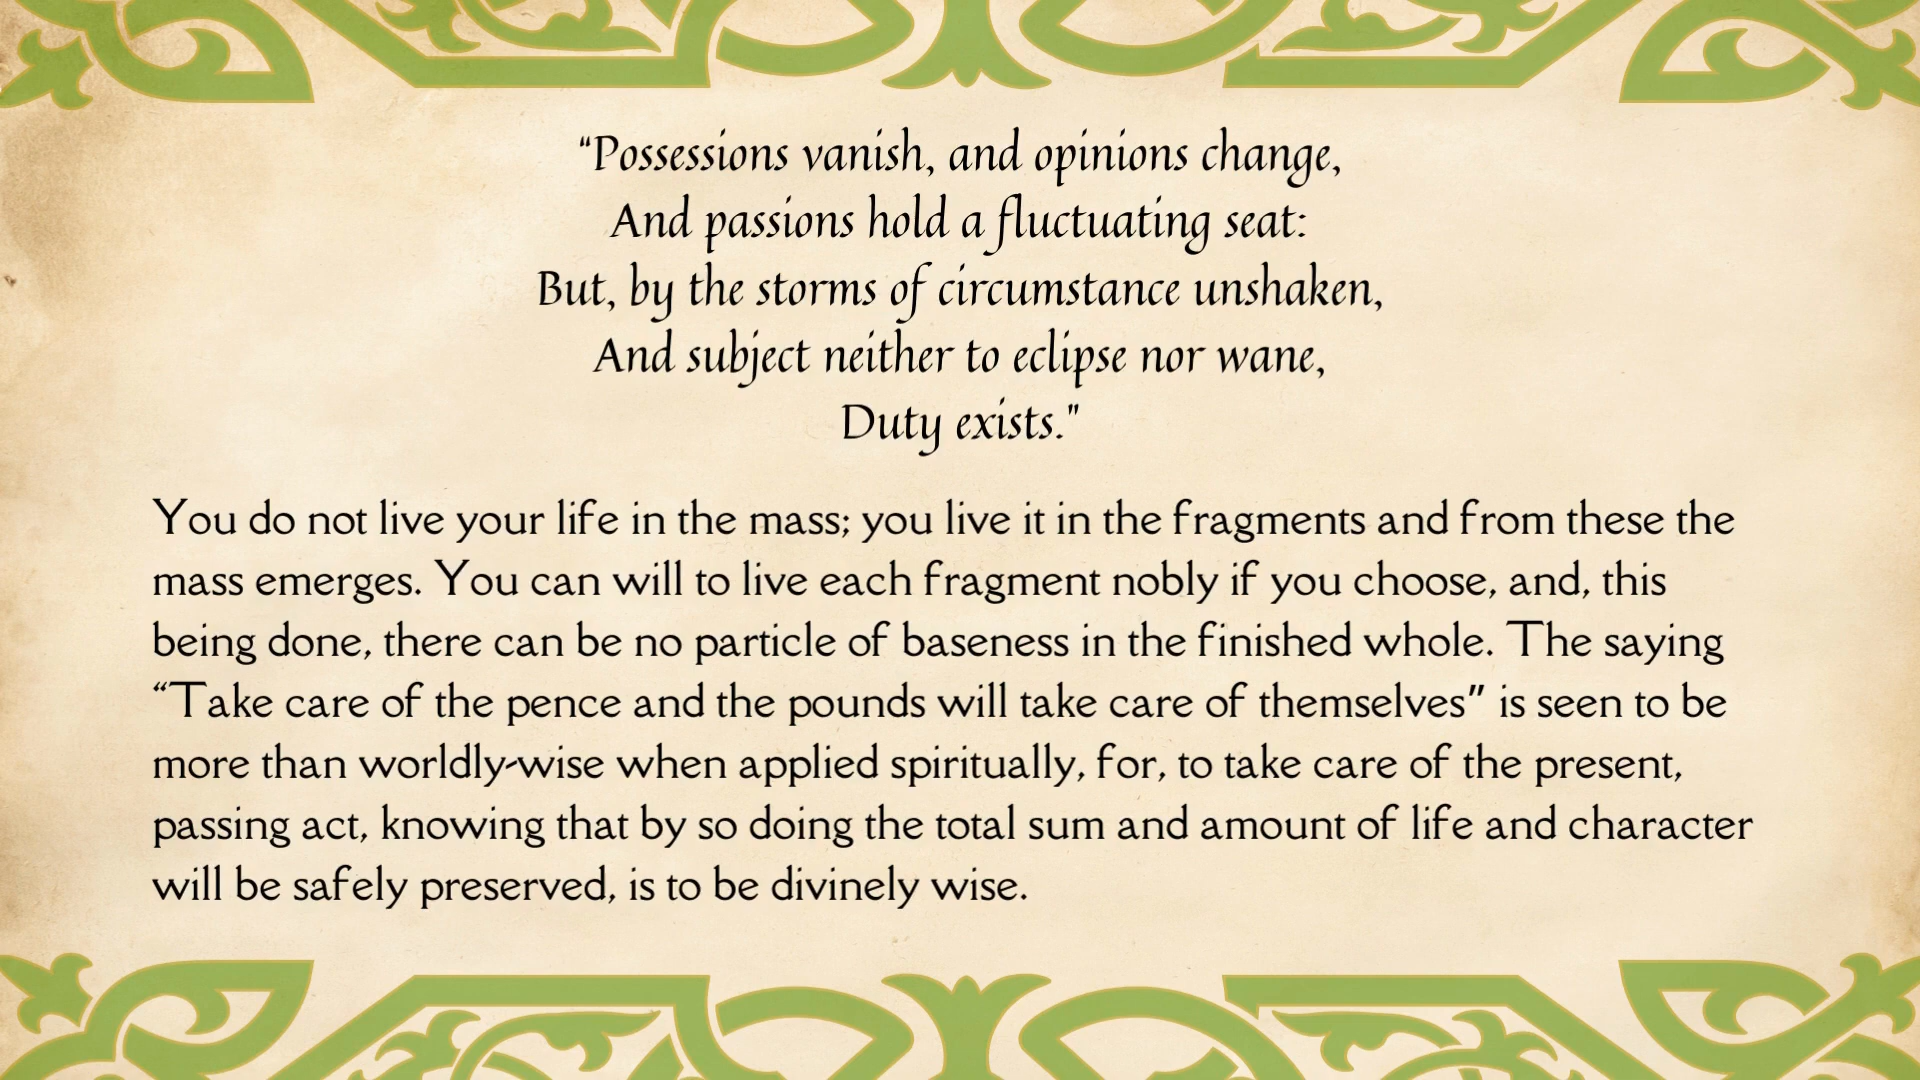 “Possessions vanish, and opinions change,
And passions hold a fluctuating seat:
But, by the storms of circumstance unshaken,
And subject neither to eclipse nor wane,
Duty exists."
You do not live your life in the mass; you live it in the fragments and from these the
mass emerges. You can will to live each fragment nobly if you choose, and, this
being done, there can be no particle of baseness in the finished whole. The saying
“Take care of the pence and the pounds will take care of themselves” is seen to be
more than worldly-wise when applied spiritually, for, to take care of the present,
passing act, knowing that by so doing the total sum and amount of life and character
will be safely preserved, is to be divinely wise.